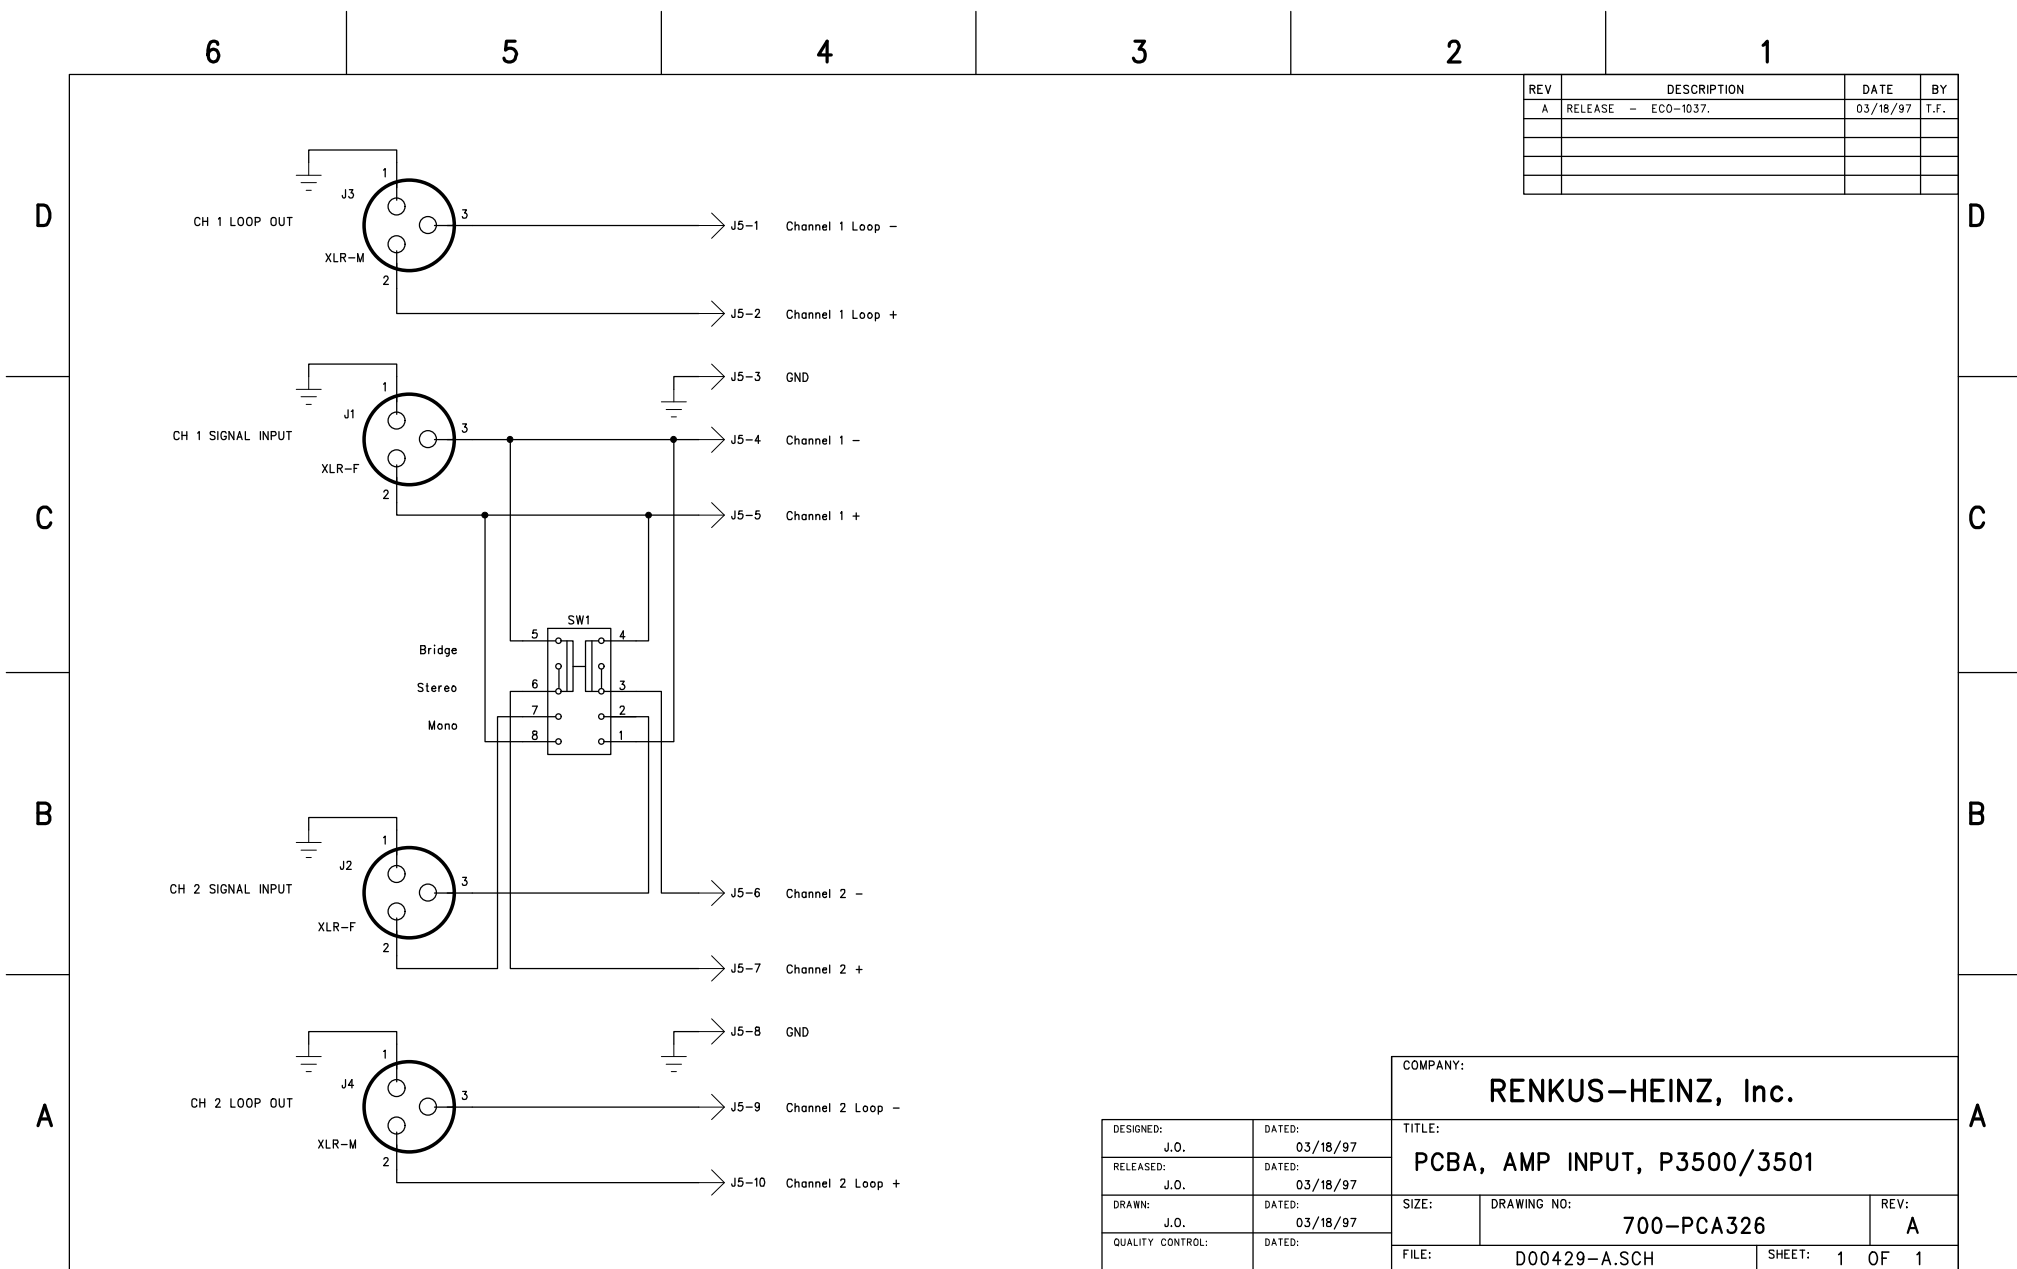 6 5 4 3 2 1
REV DESCRIPTION DATE BY
A RELEASE - ECO-1037. 03/18/97 T.F.
D D
1
J3
3
CH 1 LOOP OUT
J5-1 Channel 1 Loop -
XLR-M
2
J5-2 Channel 1 Loop +
J5-3 GND
1
J1
3
CH 1 SIGNAL INPUT
J5-4 Channel 1 -
XLR-F
2
C C
J5-5 Channel 1 +
SW1
5 4
Bridge
Stereo
6 3
7 2
Mono
8 1
B B
1
J2
3
CH 2 SIGNAL INPUT
J5-6 Channel 2 -
XLR-F
2
J5-7 Channel 2 +
J5-8 GND
1
J4
3
CH 2 LOOP OUT
J5-9 Channel 2 Loop -
A A
XLR-M
2
J5-10 Channel 2 Loop +
COMPANY:
RENKUS-HEINZ, Inc.
DESIGNED: DATED:
J.O. 03/18/97
TITLE:
PCBA, AMP INPUT, P3500/3501
RELEASED: DATED:
J.O. 03/18/97
DRAWN: DATED:
J.O. 03/18/97
SIZE: DRAWING NO: REV:
700-PCA326 A
QUALITY CONTROL: DATED:
FILE: D00429-A.SCH SHEET: 1 OF 1